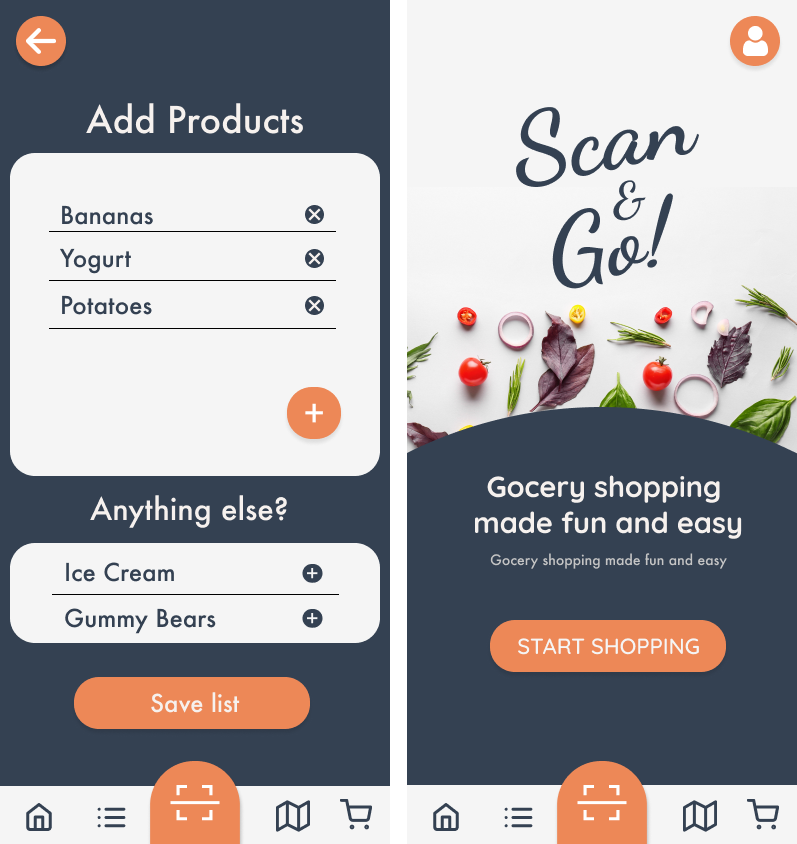 Add Products
Bananas
Yogurt
Potatoes
Anything else?
Ice Cream
Gummy Bears
Save list
Scan
&
Go!
Gocery shopping
made fun and easy
Gocery shopping made fun and easy
START SHOPPING